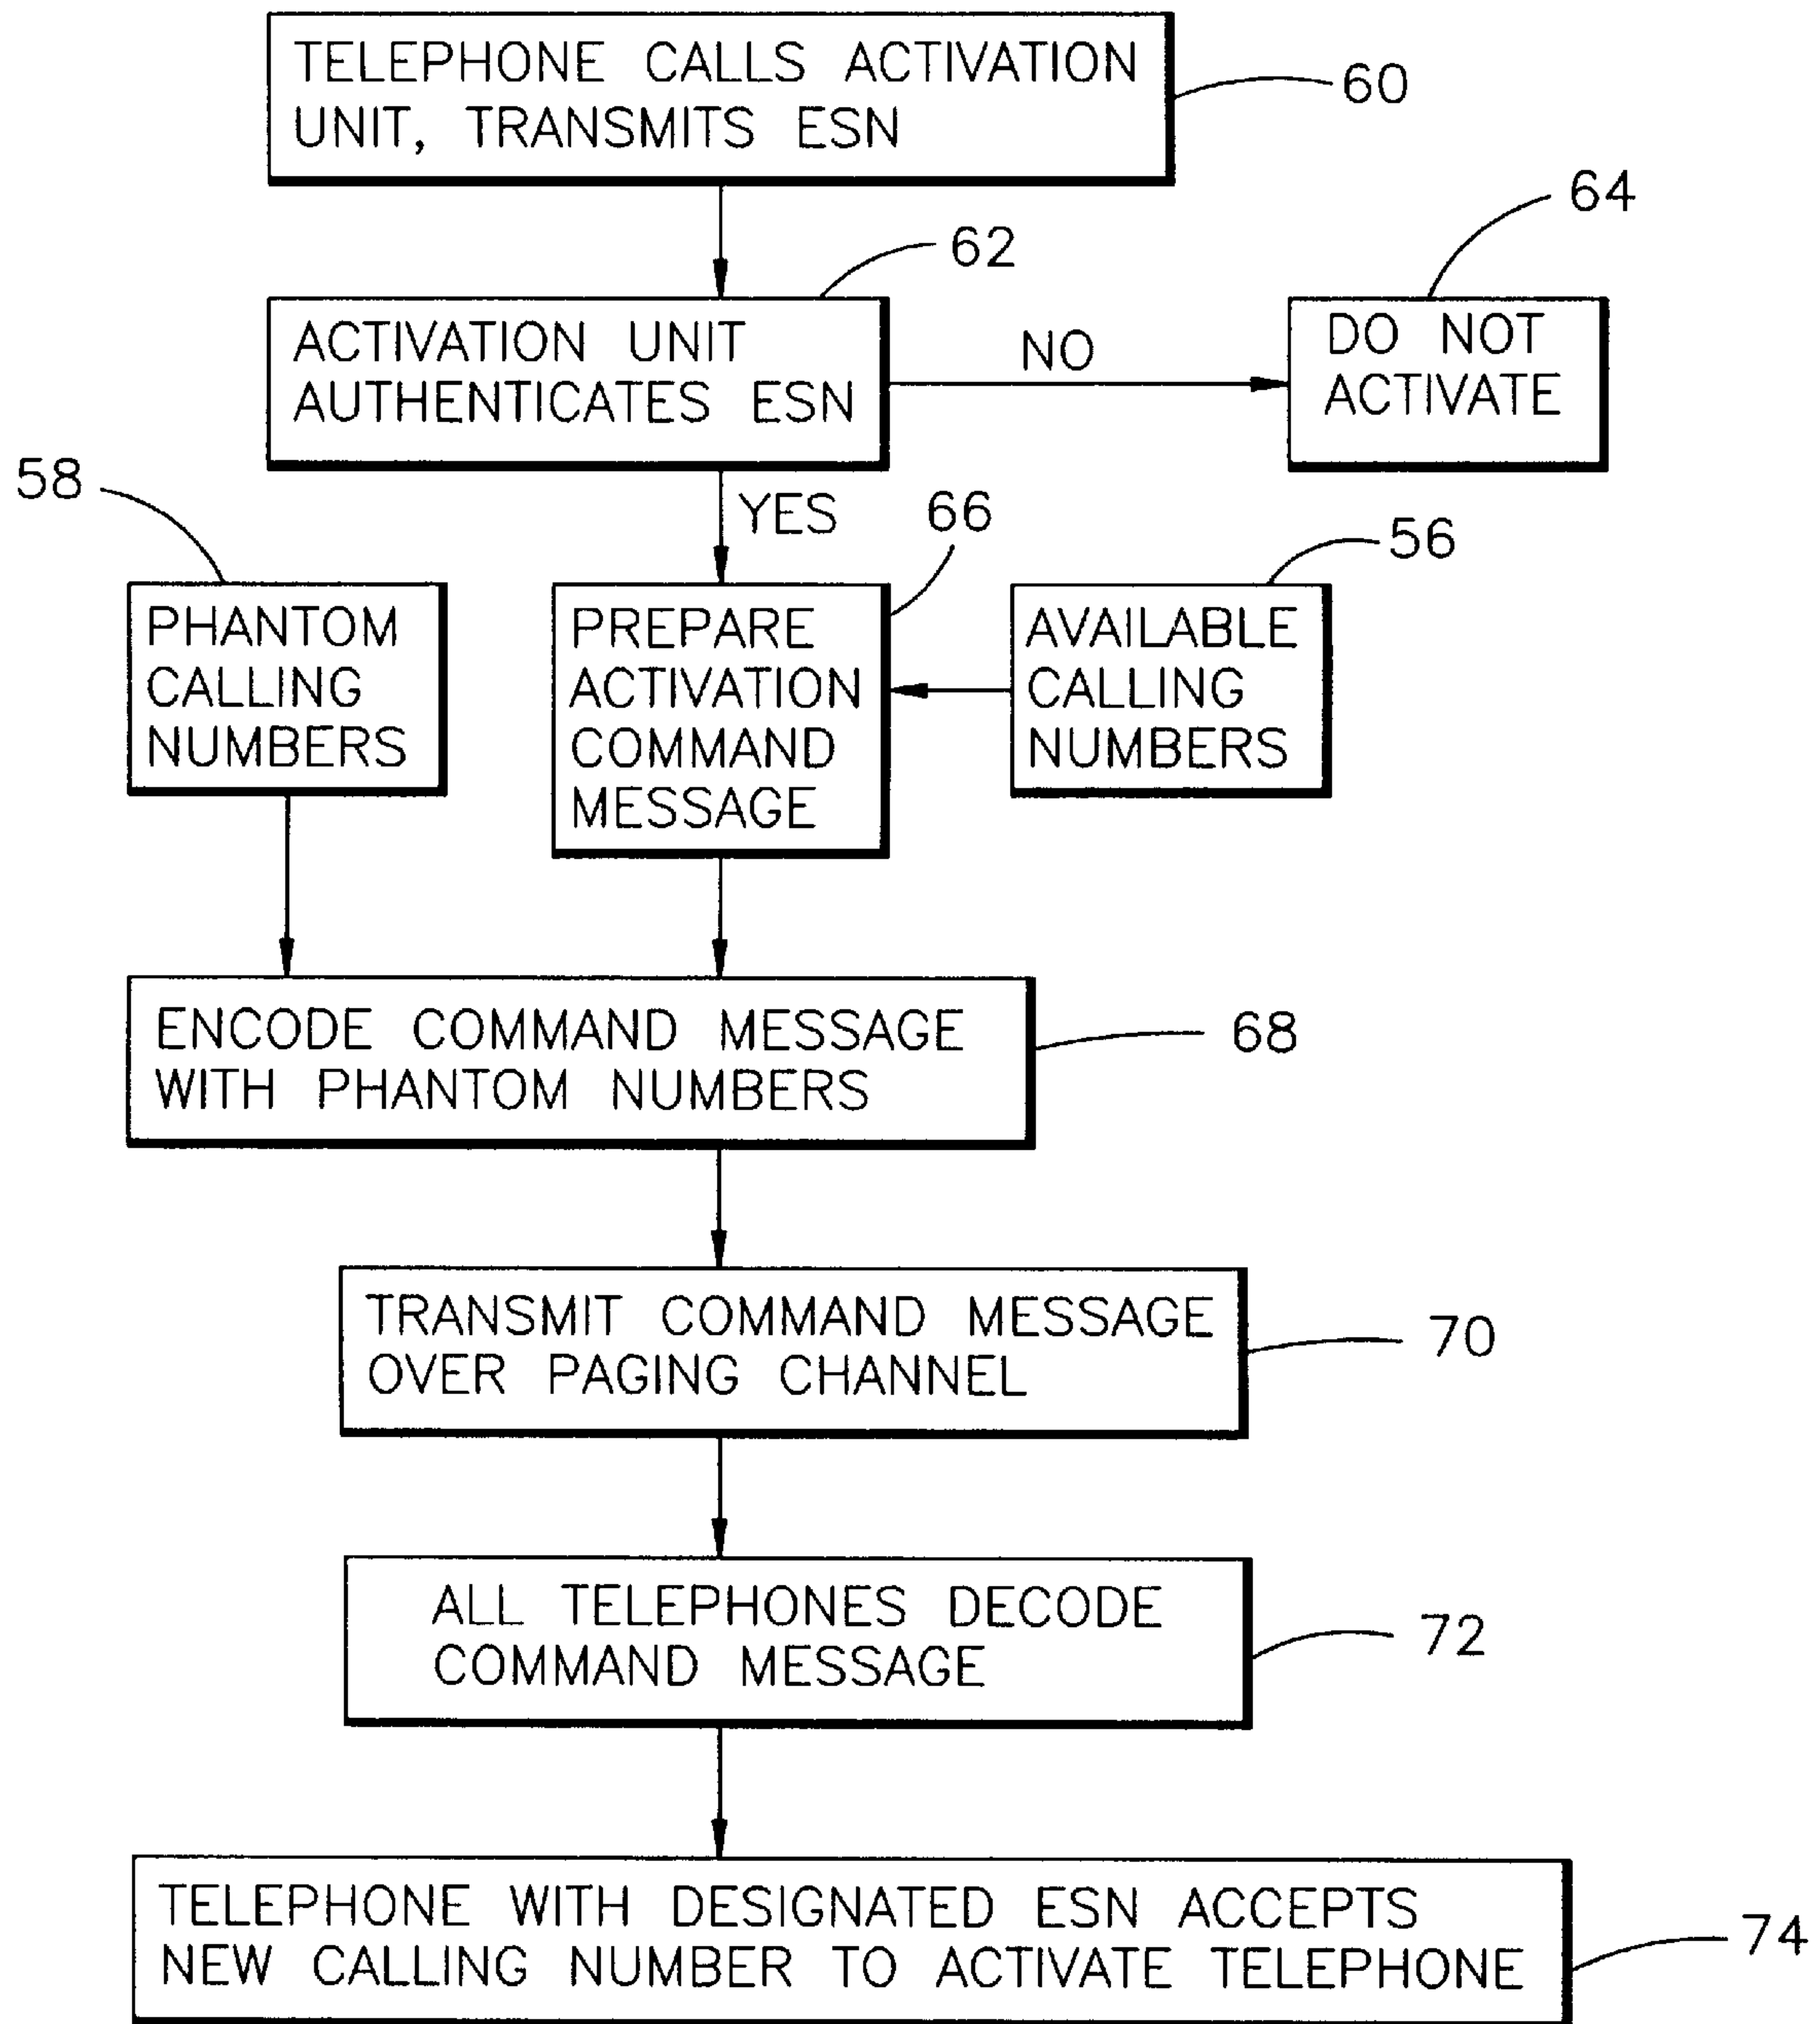 TELEPHONE CALLS ACTIVATION
UNIT, TRANSMITS ESN
60
62
64
ACTIVATION UNIT
AUTHENTICATES ESN
NO
DO NOT
ACTIVATE
58
YES
66
56
PHANTOM
CALLING
NUMBERS
PREPARE
ACTIVATION
COMMAND
MESSAGE
AVAILABLE
CALLING
NUMBERS
ENCODE COMMAND MESSAGE
WITH PHANTOM NUMBERS
68
TRANSMIT COMMAND MESSAGE
OVER PAGING CHANNEL
70
ALL TELEPHONES DECODE
COMMAND MESSAGE
72
TELEPHONE WITH DESIGNATED ESN ACCEPTS
NEW CALLING NUMBER TO ACTIVATE TELEPHONE
74